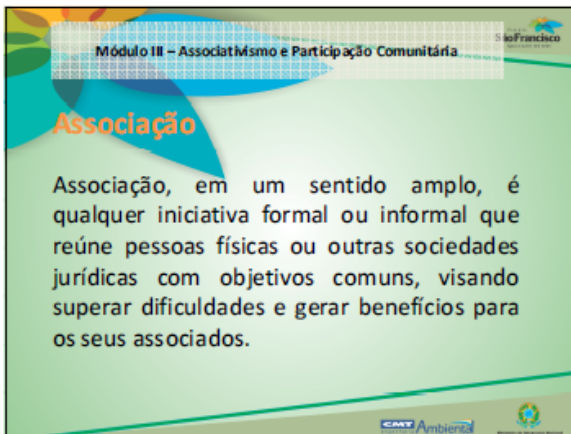 São Francisco
Módulo III – Associativismo e Participação Comunitária
Associação
Associação, em um sentido amplo, é
qualquer iniciativa formal ou informal que
reúne pessoas físicas ou outras sociedades
jurídicas com objetivos comuns, visando
superar dificuldades e gerar benefícios para
os seus associados.
CMT Ambiental